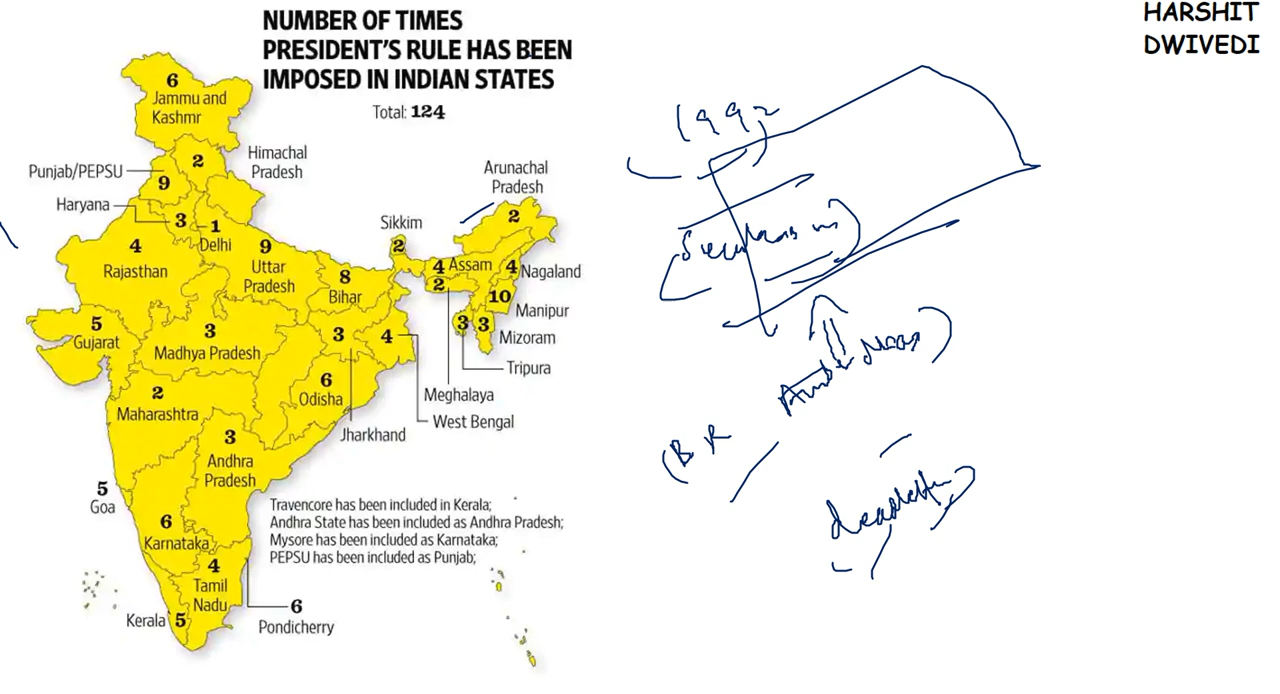 NUMBER OF TIMES
PRESIDENT'S RULE HAS BEEN
IMPOSED IN INDIAN STATES
Total: 124
HARSHIT
DWIVEDI
6
Jammu and
Kashmr
2
Himachal
Pradesh
Punjab/PEPSU
9
Haryana
3
1
Delhi
4
Rajasthan
9
Uttar
Pradesh
8
Bihar
Sikkim
2
Arunachal
Pradesh
2
4 Assam
4 Nagaland
2
10
Manipur
3
3
Mizoram
Tripura
Meghalaya
West Bengal
5
Gujarat
3
Madhya Pradesh
3
4
6
Odisha
Jharkhand
2
Maharashtra
3
Andhra
Pradesh
5
Goa
6
Karnataka
4
Tamil
Nadu
Kerala 5
6
Pondicherry
Travencore has been included in Kerala;
Andhra State has been included as Andhra Pradesh;
Mysore has been included as Karnataka;
PEPSU has been included as Punjab;
1992
Secularism
(BR